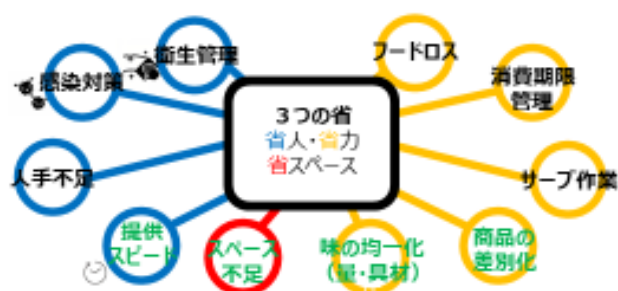 衛生管理
フードロス
感染対策
消費期限
管理
3つの省
省人・省力
省スペース
人手不足
サーブ作業
提供
スピード
スペース
不足
味の均一化
(量・具材)
商品の
差別化